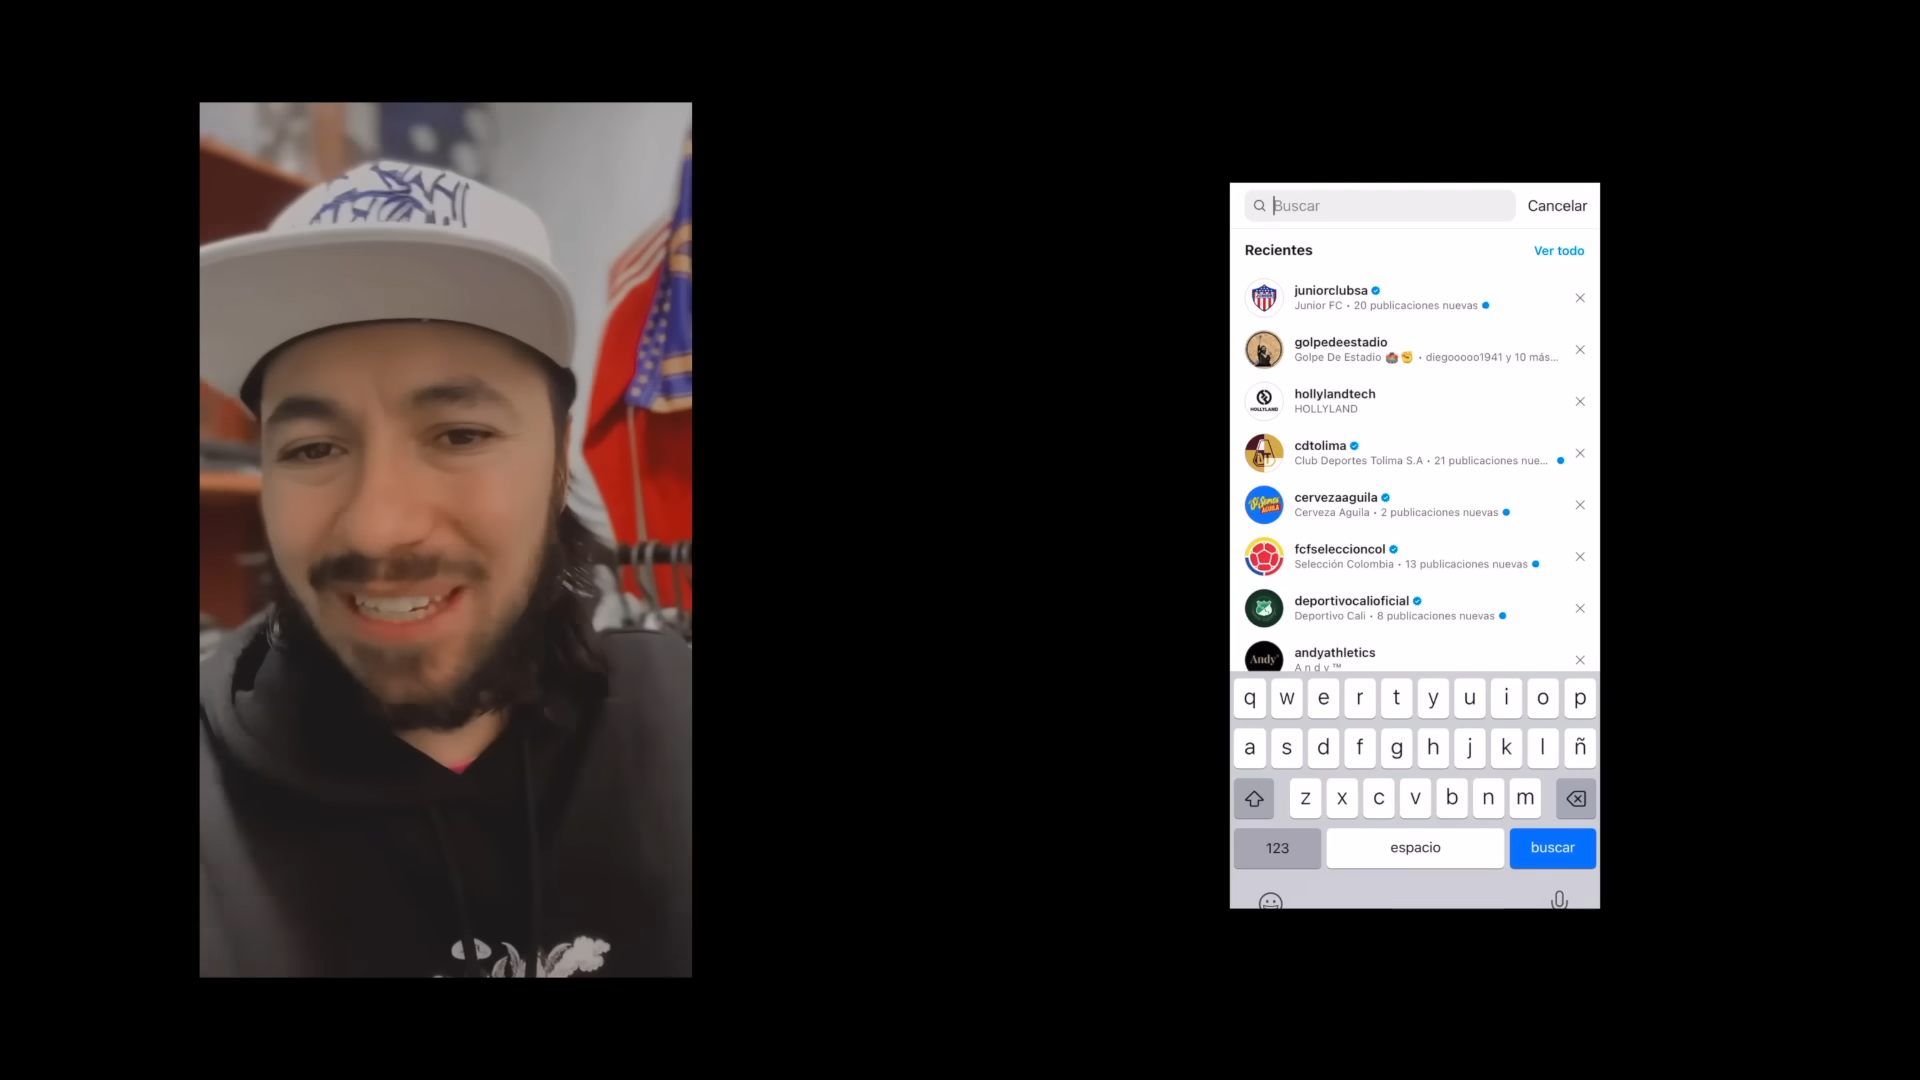 Buscar
Cancelar
Recientes
Ver todo
juniorclubsa
Junior FC • 20 publicaciones nuevas
golpedeestadio
Golpe De Estadio 🏟️✊ • diegooooo1941 y 10 más...
HOLLYLAND
hollylandtech
HOLLYLAND
cdtolima
Club Deportes Tolima S.A • 21 publicaciones nue...
cervezaaguila
Cerveza Aguila • 2 publicaciones nuevas
fcfseleccioncol
Selección Colombia • 13 publicaciones nuevas
deportivocalioficial
Deportivo Cali • 8 publicaciones nuevas
Andy
andyathletics
A n d y ™
q w e r t y u i o p
a s d f g h j k l ñ
z x c v b n m
123 espacio buscar